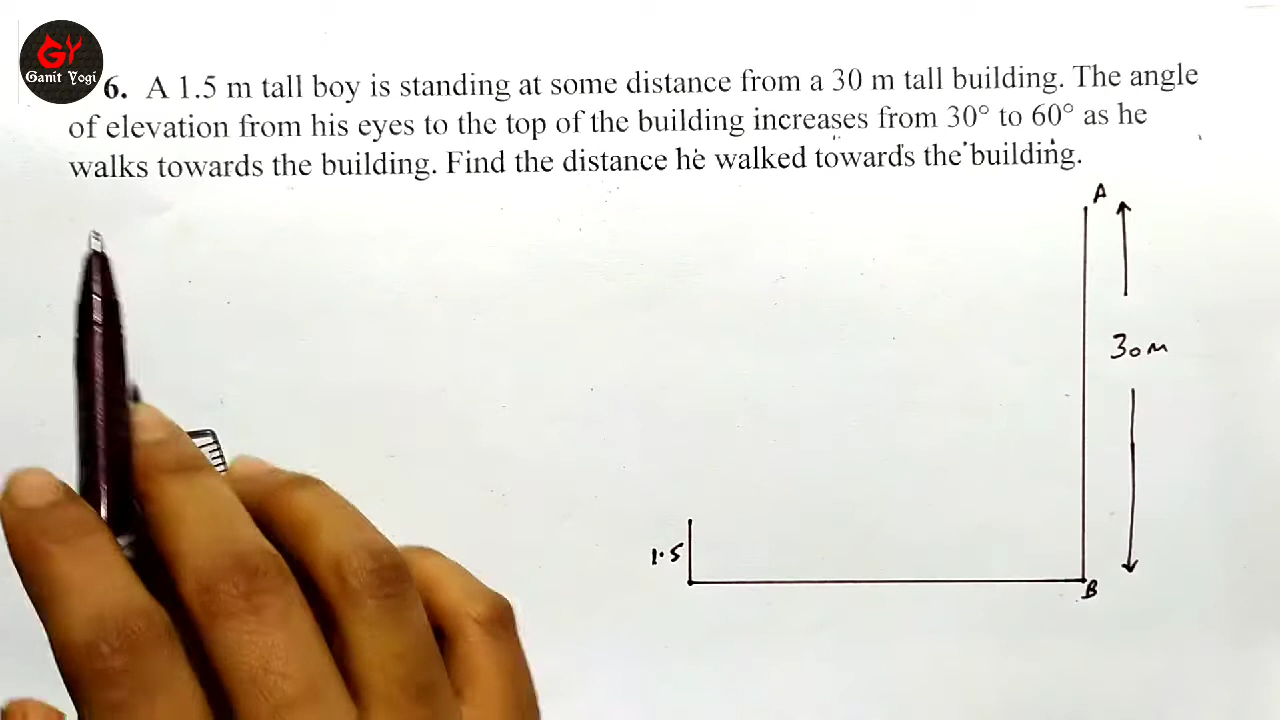 GY
Ganit Yogi
6. A 1.5 m tall boy is standing at some distance from a 30 m tall building. The angle
of elevation from his eyes to the top of the building increases from 30° to 60° as he
walks towards the building. Find the distance he walked towards the building.
A
30m
1.5
B